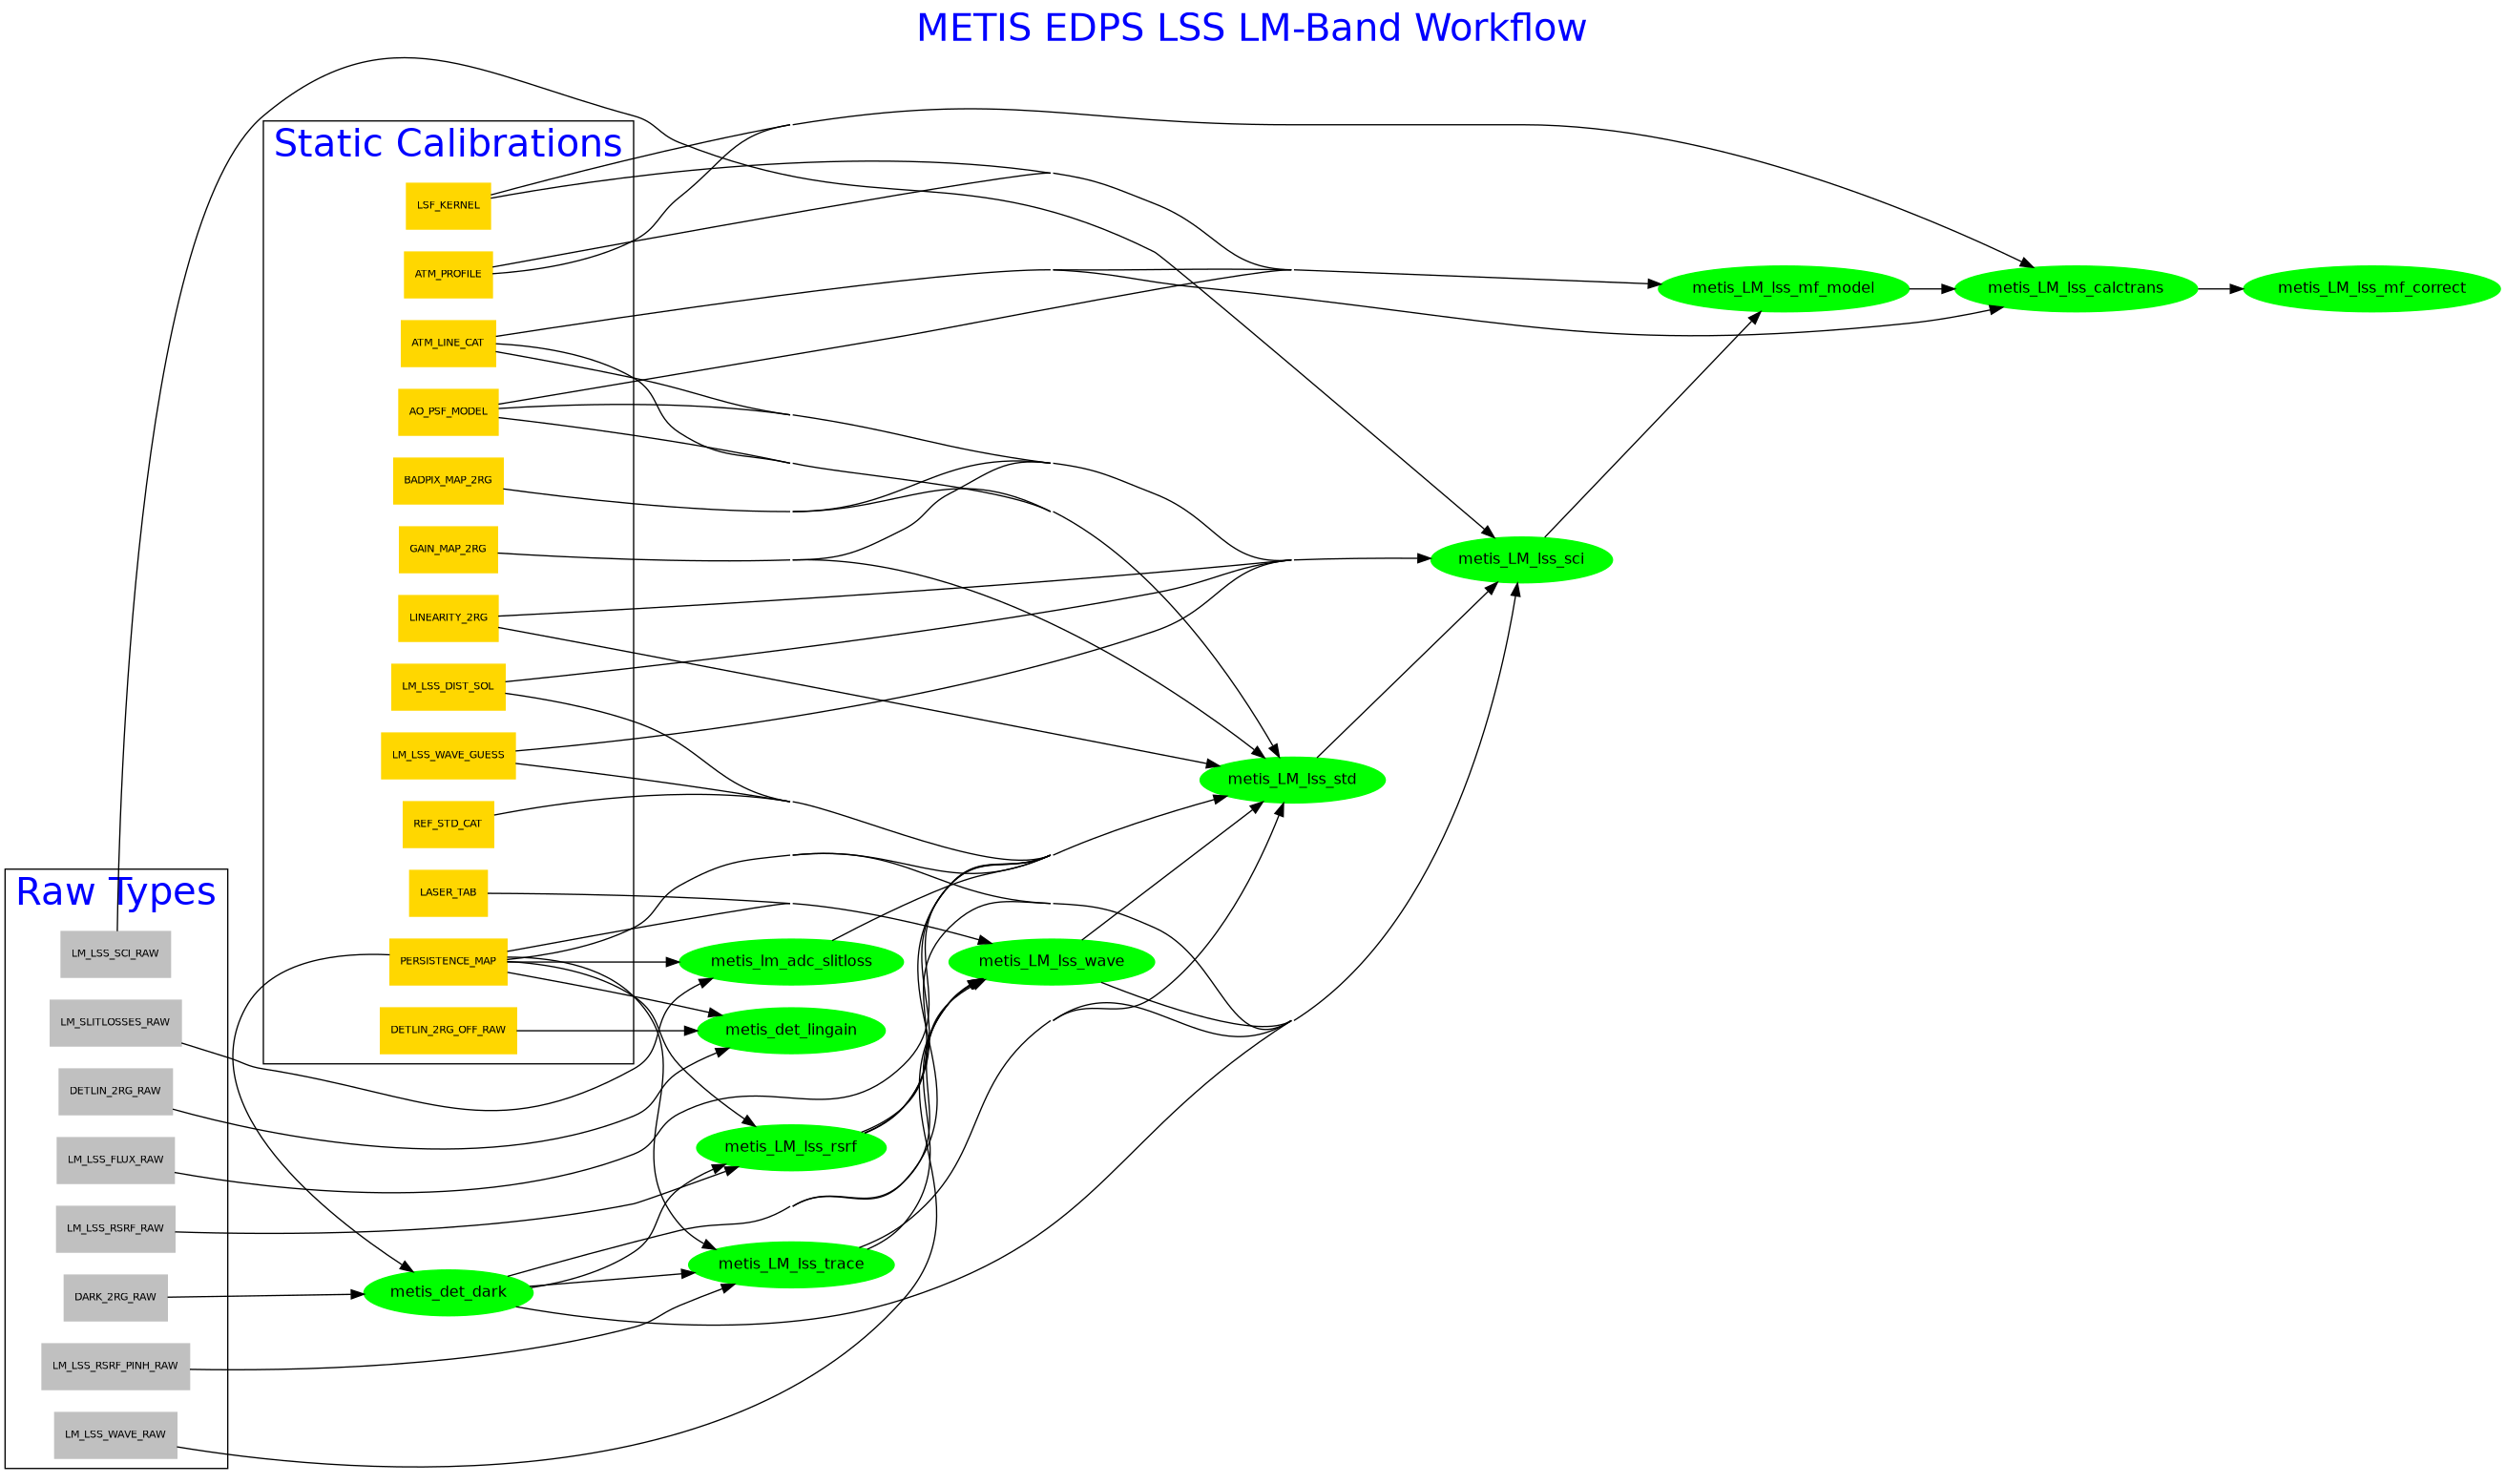 METIS EDPS LSS LM-Band Workflow
Static Calibrations
LSF_KERNEL
ATM_PROFILE
ATM_LINE_CAT
AO_PSF_MODEL
BADPIX_MAP_2RG
GAIN_MAP_2RG
LINEARITY_2RG
LM_LSS_DIST_SOL
LM_LSS_WAVE_GUESS
REF_STD_CAT
LASER_TAB
PERSISTENCE_MAP
DETLIN_2RG_OFF_RAW
Raw Types
LM_LSS_SCI_RAW
LM_SLITLOSSES_RAW
DETLIN_2RG_RAW
LM_LSS_FLUX_RAW
LM_LSS_RSRF_RAW
DARK_2RG_RAW
LM_LSS_RSRF_PINH_RAW
LM_LSS_WAVE_RAW
metis_det_dark
metis_lm_adc_slitloss
metis_det_lingain
metis_LM_lss_rsrf
metis_LM_lss_trace
metis_LM_lss_wave
metis_LM_lss_std
metis_LM_lss_sci
metis_LM_lss_mf_model
metis_LM_lss_calctrans
metis_LM_lss_mf_correct